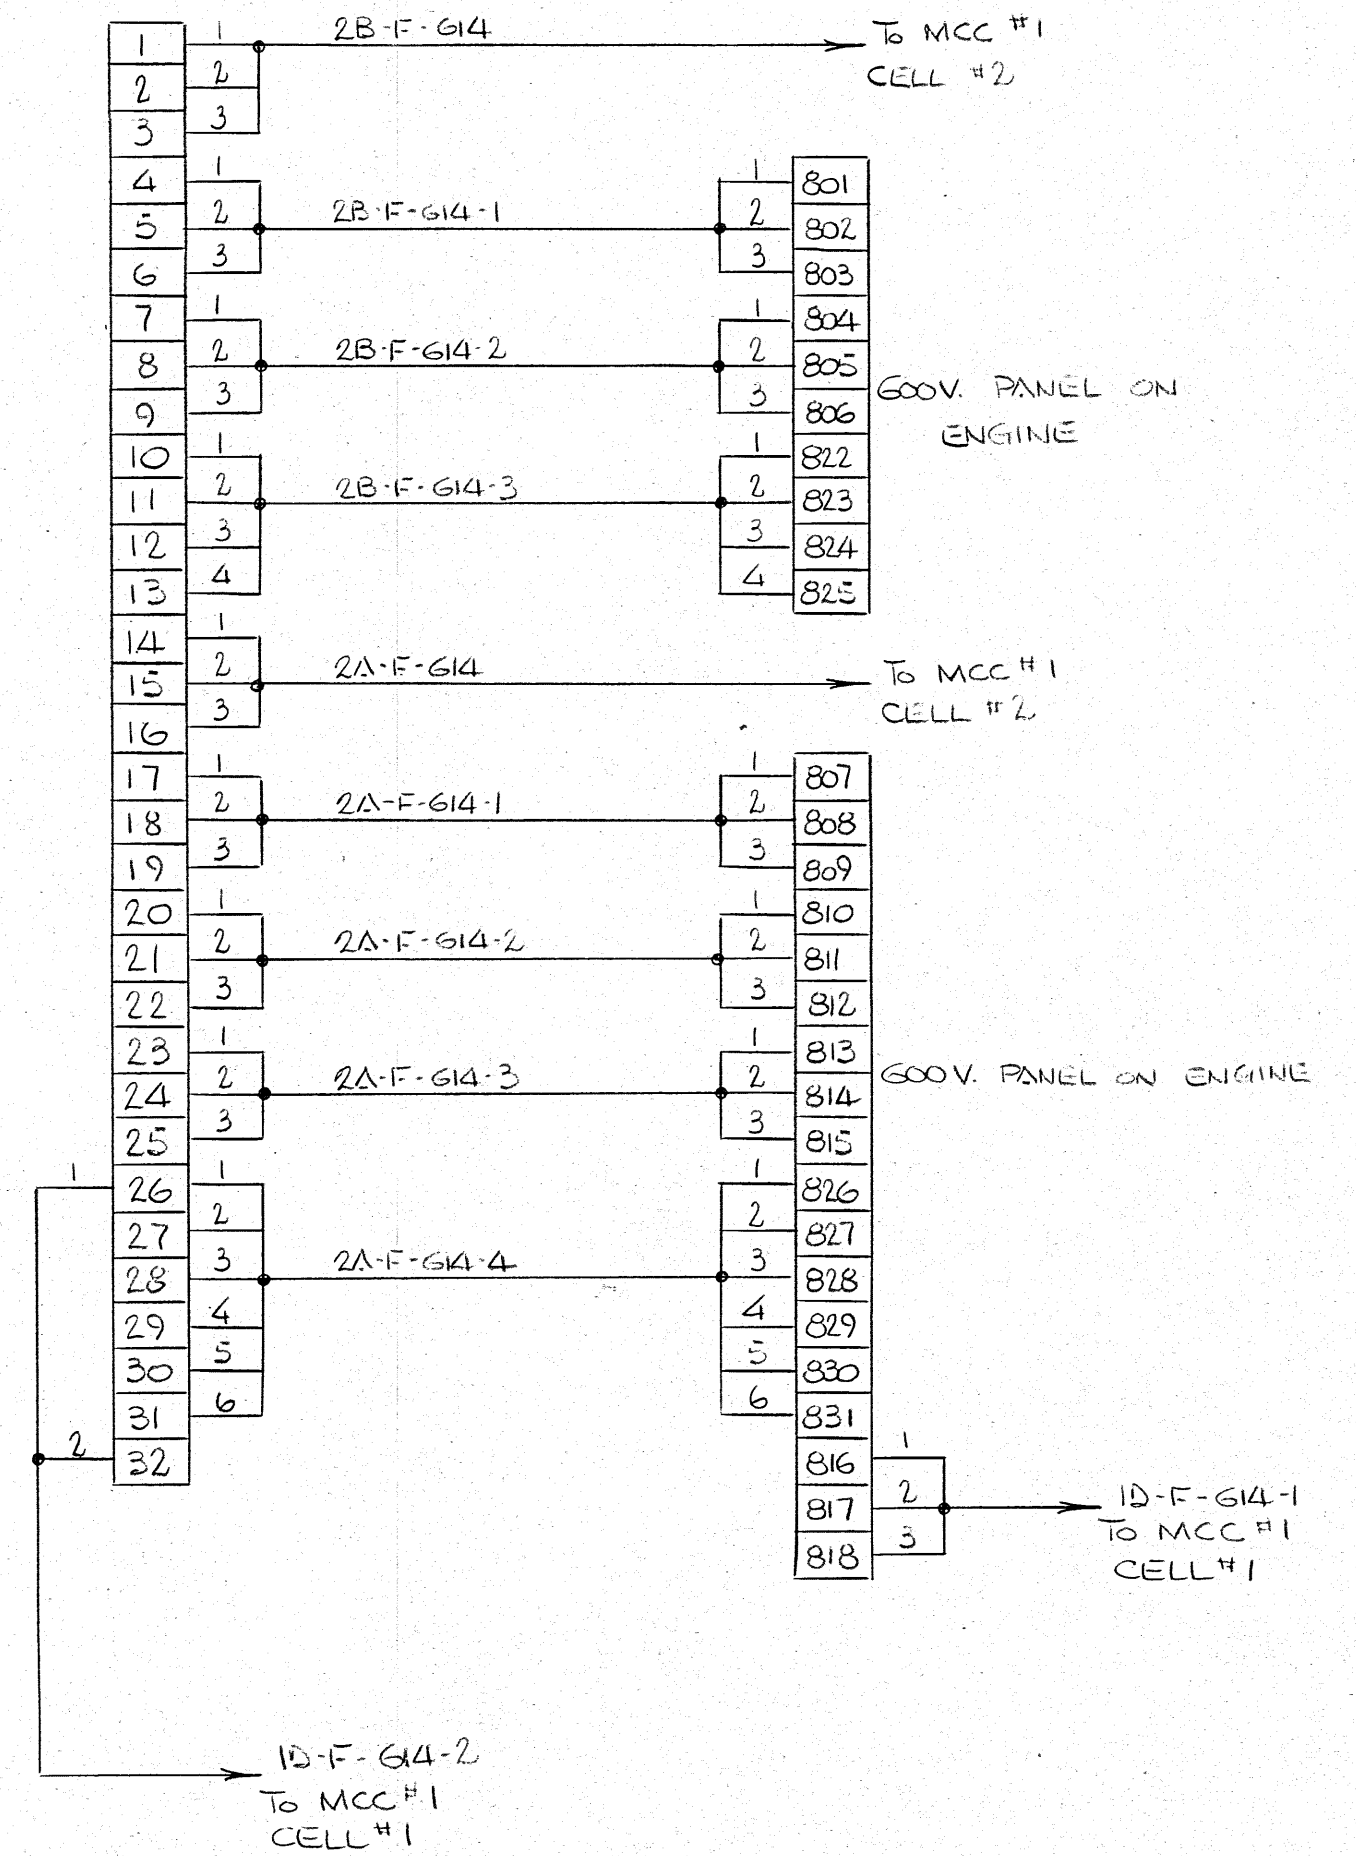 1 1 2B-F-614 To MCC #1
2 2 CELL #2
3 3
4 1 1 801
5 2 2B-F-614-1 2 802
6 3 3 803
7 1 1 804
8 2 2B-F-614-2 2 805
600V. PANEL ON
9 3 3 806
ENGINE
10 1 1 822
11 2 2B-F-614-3 2 823
12 3 3 824
13 4 4 825
14 1
15 2 2A-F-614 To MCC #1
16 3 CELL #2
17 1 1 807
18 2 2A-F-614-1 2 808
19 3 3 809
20 1 1 810
21 2 2A-F-614-2 2 811
22 3 3 812
23 1 1 813
24 2 2A-F-614-3 2 814 600V. PANEL ON ENGINE
25 3 3 815
1 26 1 1 826
27 2 2 827
28 3 2A-F-614-4 3 828
29 4 4 829
30 5 5 830
31 6 6 831
2 32 816 1
817 2 1D-F-614-1
818 3 To MCC #1
CELL #1
1D-F-614-2
To MCC #1
CELL #1